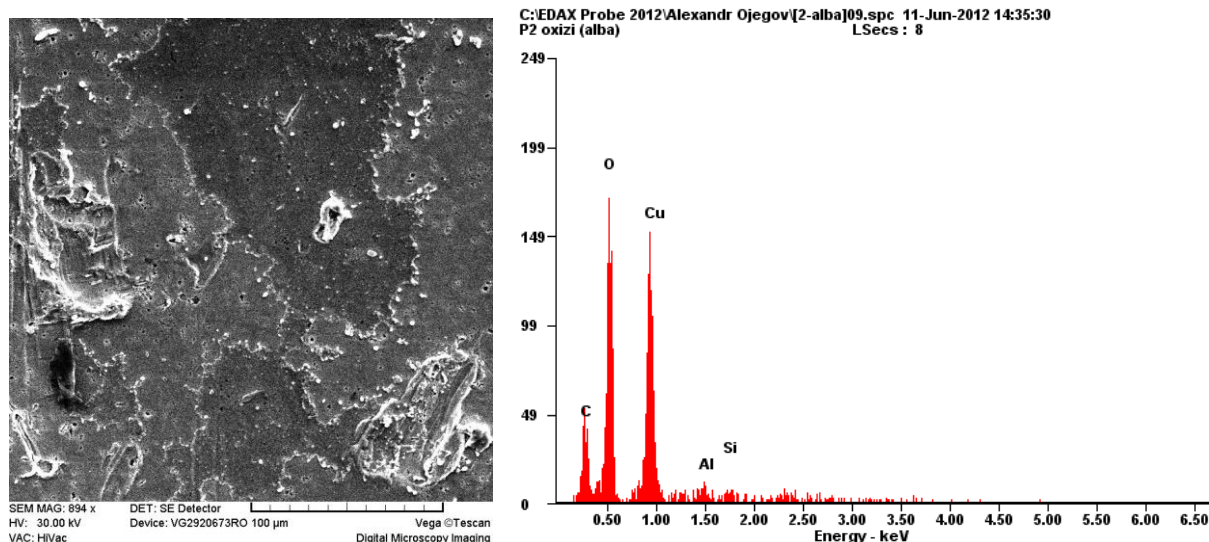 SEM MAG: 894 x DET: SE Detector
HV: 30.00 kV Device: VG2920673RO 100 µm Vega ©Tescan
VAC: HiVac Digital Microscopy Imaging
C:\EDAX Probe 2012\Alexandr Ojegov\[2-alba]09.spc 11-Jun-2012 14:35:30
P2 oxizi (alba) LSecs : 8
249
199
149
99
49
0
O
Cu
C
Al
Si
0.50 1.00 1.50 2.00 2.50 3.00 3.50 4.00 4.50 5.00 5.50 6.00 6.50
Energy - keV